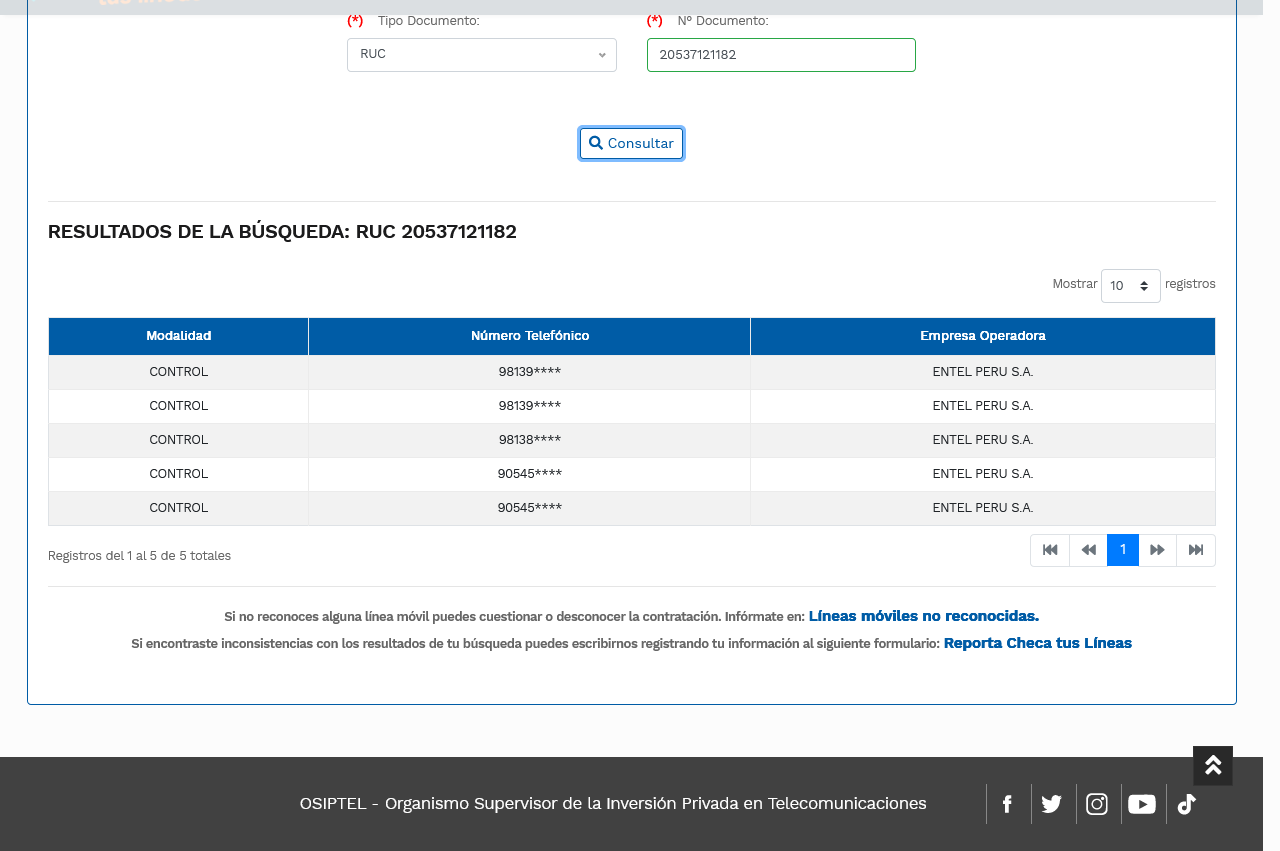 (*) Tipo Documento: (*) Nº Documento:
RUC 20537121182
Consultar
RESULTADOS DE LA BÚSQUEDA: RUC 20537121182
Mostrar 10 registros
Modalidad Número Telefónico Empresa Operadora
CONTROL 98139**** ENTEL PERU S.A.
CONTROL 98139**** ENTEL PERU S.A.
CONTROL 98138**** ENTEL PERU S.A.
CONTROL 90545**** ENTEL PERU S.A.
CONTROL 90545**** ENTEL PERU S.A.
Registros del 1 al 5 de 5 totales 1
Si no reconoces alguna línea móvil puedes cuestionar o desconocer la contratación. Infórmate en: Líneas móviles no reconocidas.
Si encontraste inconsistencias con los resultados de tu búsqueda puedes escribirnos registrando tu información al siguiente formulario: Reporta Checa tus Líneas
OSIPTEL - Organismo Supervisor de la Inversión Privada en Telecomunicaciones